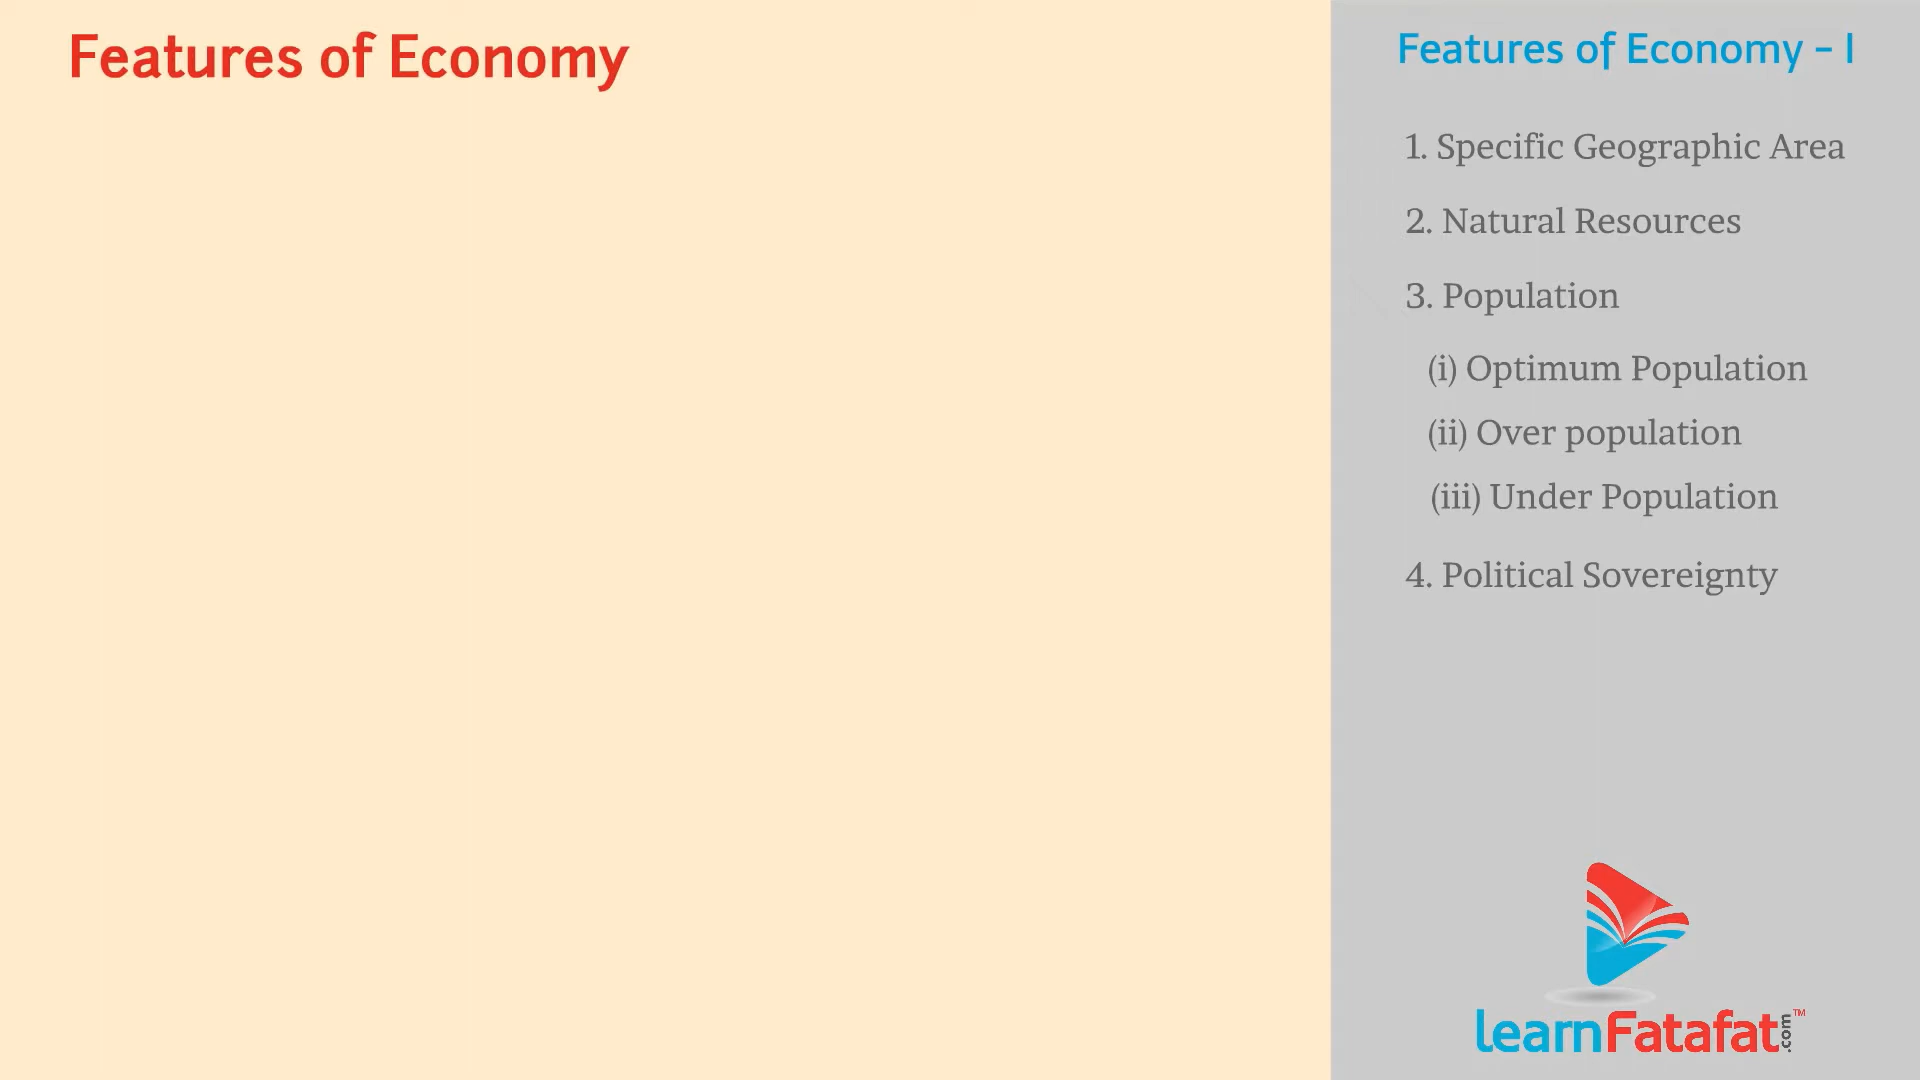 Features of Economy
Features of Economy – I
1. Specific Geographic Area
2. Natural Resources
3. Population
(i) Optimum Population
(ii) Over population
(iii) Under Population
4. Political Sovereignty
learnFatafat.com™